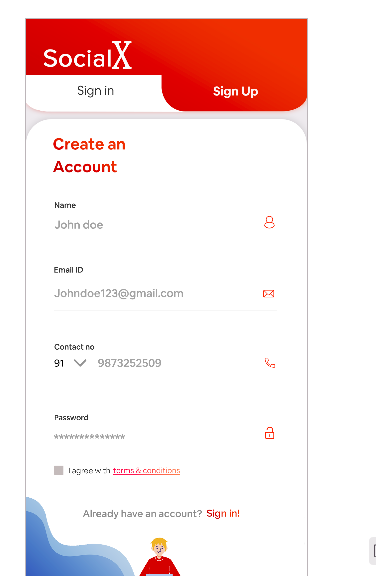 SocialX
Sign in
Sign Up
Create an
Account
Name
John doe
Email ID
Johndoe123@gmail.com
Contact no
91 9873252509
Password
**************
I agree with terms & conditions
Already have an account? Sign in!